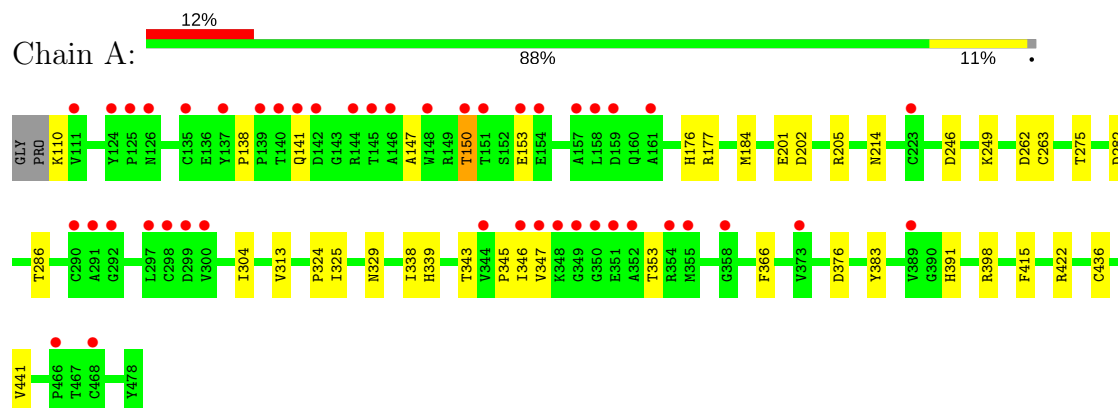 12%
Chain A:
88% 11% •
GLY PRO K110 V111 Y124 P125 N126 C135 E136 Y137 P138 P139 T140 Q141 D142 G143 R144 T145 A146 A147 W148 R149 T150 T151 S152 E153 E154 A157 L158 D159 Q160 A161 H176 R177 M184 E201 D202 R205 N214 C223 D246 K249 D262 C263 T275
T286 C290 A291 G292 L297 C298 D299 V300 I304 V313 P324 I325 N329 I338 H339 T343 V344 P345 I346 V347 K348 G349 G350 E351 A352 T353 R354 M355 G358 F366 V373 D376 Y383 V389 G390 H391 R398 F415 R422 C436
V441 P466 T467 C468 Y478